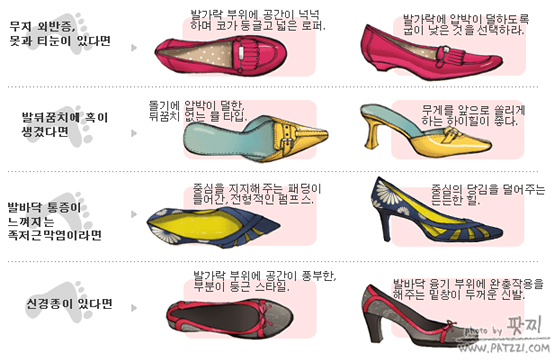 무지 외반증,
못과 터눈이 있다면
발가락 부위에 공간이 넉넉
하며 코가 둥글고 넓은 로퍼.
발가락에 압박이 덜하도록
굽이 낮은 것을 선택하라.
발뒤꿈치에 혹이
생겼다면
돌기에 압박이 덜한,
뒤꿈치 없는 뮬 타입.
무게를 앞으로 쏠리게
하는 하이힐이 좋다.
발바닥 통증이
느껴지는
족저근막염이라면
중심을 지지해주는 패딩이
들어간, 전형적인 펌프스.
중심의 당김을 덜어주는
든든한 힐.
신경종이 있다면
발가락 부위에 공간이 풍부한,
부분이 둥근 스타일.
발바닥 융기 부위에 완충작용을
해주는 밑창이 두꺼운 신발.
photo by 팟찌
www.PATZZI.COM